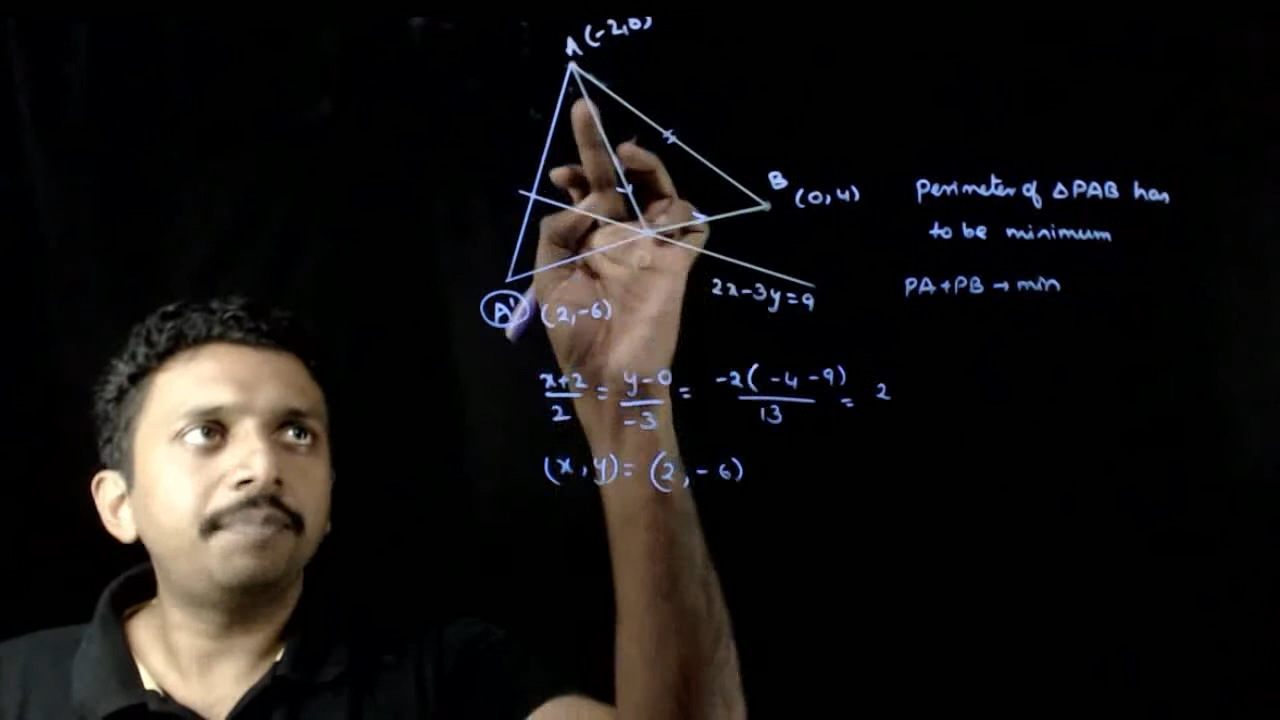 A (-2,0)
B (0,4)
Perimeter of ΔPAB has
to be minimum
PA+PB → min
2x-3y=9
A' (2,-6)
x+2/2 = y-0/-3 = -2(-4-9)/13 = 2
(x,y) = (2,-6)